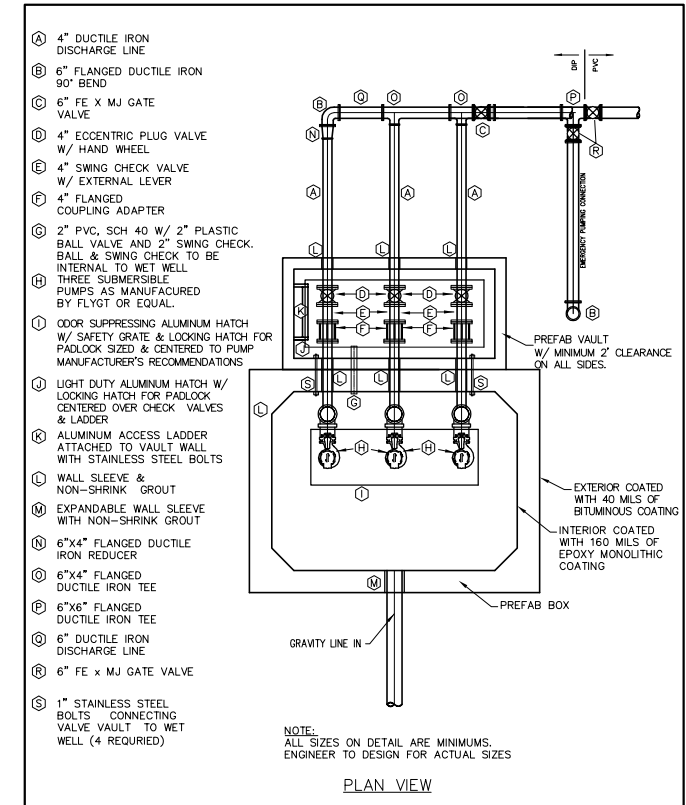 A 4" DUCTILE IRON
DISCHARGE LINE
B 6" FLANGED DUCTILE IRON
90° BEND
C 6" FE X MJ GATE
VALVE
D 4" ECCENTRIC PLUG VALVE
W/ HAND WHEEL
E 4" SWING CHECK VALVE
W/ EXTERNAL LEVER
F 4" FLANGED
COUPLING ADAPTER
G 2" PVC, SCH 40 W/ 2" PLASTIC
BALL VALVE AND 2" SWING CHECK.
BALL & SWING CHECK TO BE
INTERNAL TO WET WELL
H THREE SUBMERSIBLE
PUMPS AS MANUFACURED
BY FLYGT OR EQUAL.
I ODOR SUPPRESSING ALUMINUM HATCH
W/ SAFETY GRATE & LOCKING HATCH FOR
PADLOCK SIZED & CENTERED TO PUMP
MANUFACTURER'S RECOMMENDATIONS
J LIGHT DUTY ALUMINUM HATCH W/
LOCKING HATCH FOR PADLOCK
CENTERED OVER CHECK VALVES
& LADDER
K ALUMINUM ACCESS LADDER
ATTACHED TO VAULT WALL
WITH STAINLESS STEEL BOLTS
L WALL SLEEVE &
NON-SHRINK GROUT
M EXPANDABLE WALL SLEEVE
WITH NON-SHRINK GROUT
N 6"X4" FLANGED DUCTILE
IRON REDUCER
O 6"X4" FLANGED
DUCTILE IRON TEE
P 6"X6" FLANGED
DUCTILE IRON TEE
Q 6" DUCTILE IRON
DISCHARGE LINE
R 6" FE x MJ GATE VALVE
S 1" STAINLESS STEEL
BOLTS CONNECTING
VALVE VAULT TO WET
WELL (4 REQURIED)
DIP
PVC
B
Q
O
O
P
N
C
R
A
A
A
EMERGENCY PUMPING CONNECTION
L
L
L
K
D
D
E
E
F
F
B
J
PREFAB VAULT
W/ MINIMUM 2' CLEARANCE
ON ALL SIDES.
S
L
L
L
S
G
L
H
H
I
EXTERIOR COATED
WITH 40 MILS OF
BITUMINOUS COATING
INTERIOR COATED
WITH 160 MILS OF
EPOXY MONOLITHIC
COATING
M
PREFAB BOX
GRAVITY LINE IN
NOTE:
ALL SIZES ON DETAIL ARE MINIMUMS.
ENGINEER TO DESIGN FOR ACTUAL SIZES
PLAN VIEW